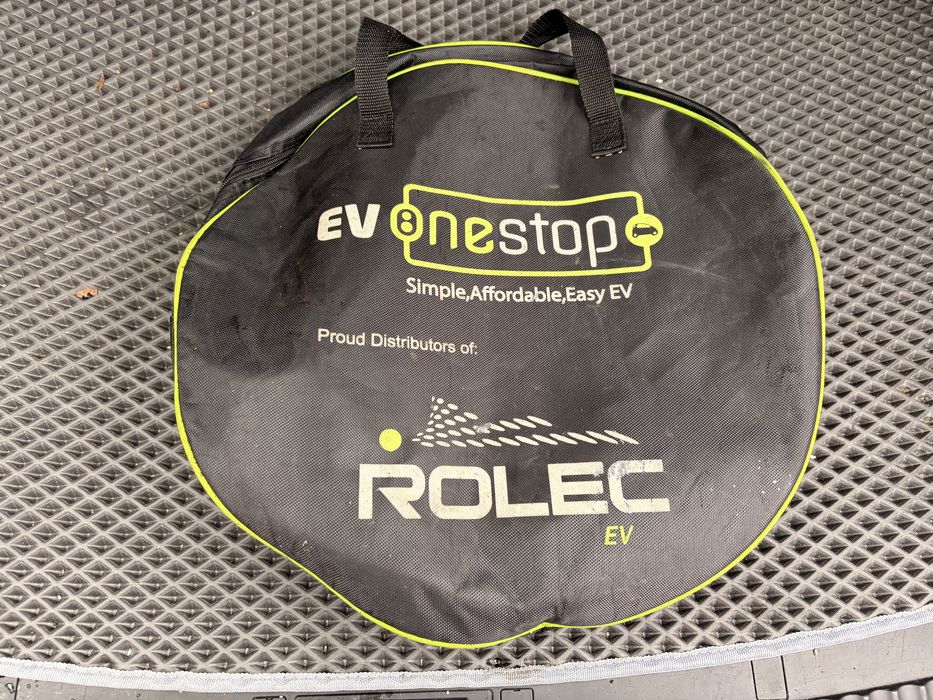 EV onestop
Simple,Affordable,Easy EV
Proud Distributors of:
ROLEC
EV